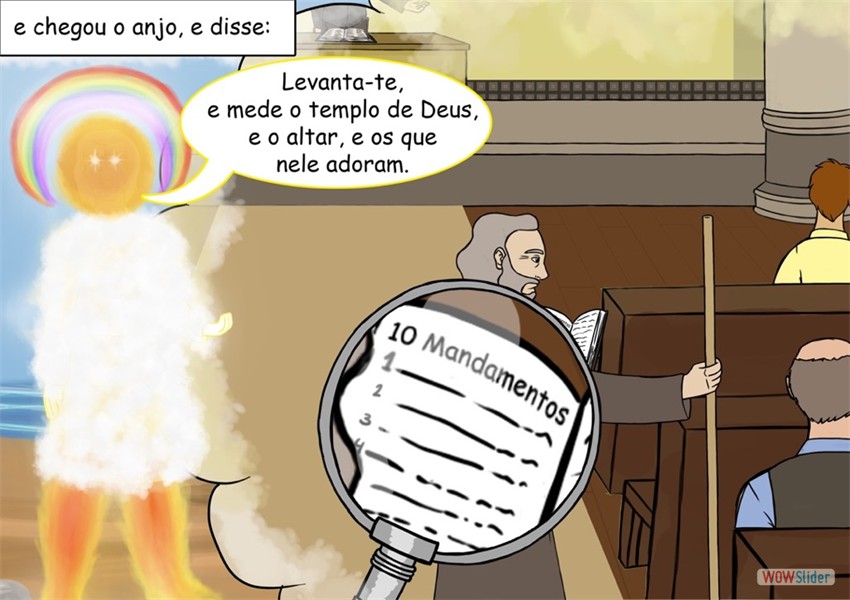 e chegou o anjo, e disse:
Levanta-te,
e mede o templo de Deus,
e o altar, e os que
nele adoram.
10 Mandamentos
1
2
3
4
WOWSlider